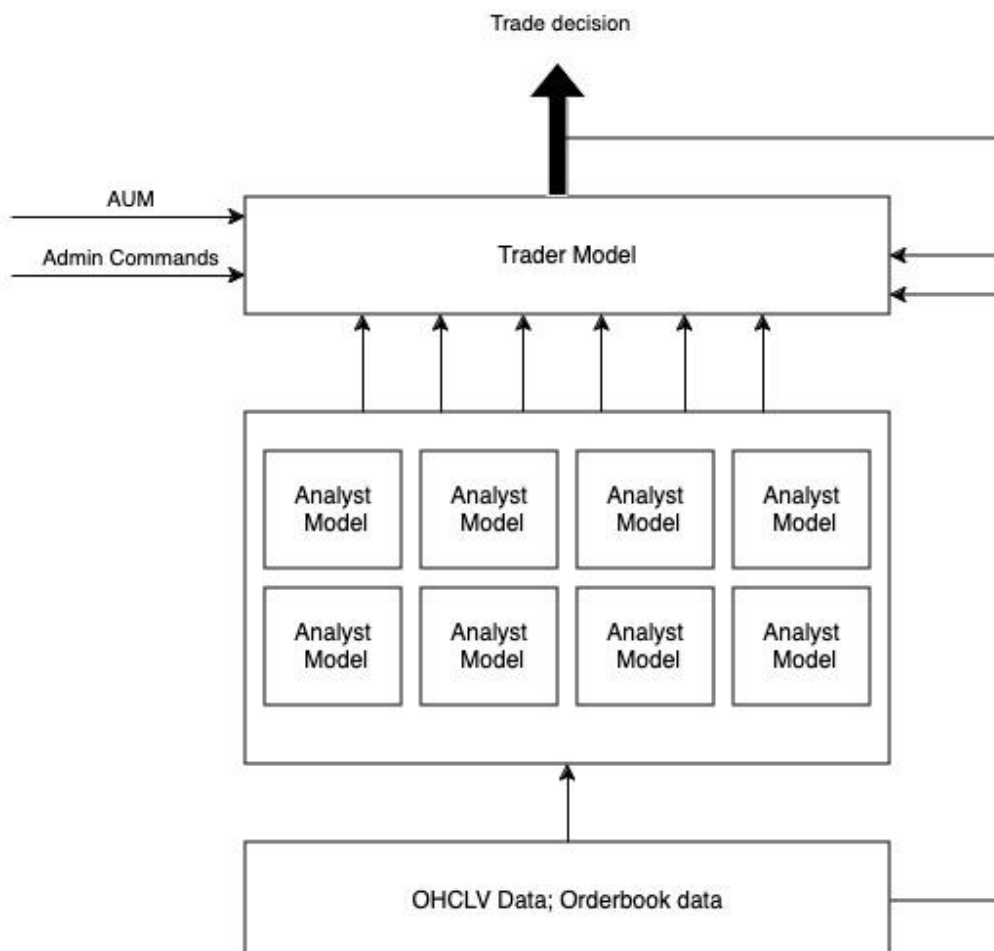 Trade decision
AUM
Admin Commands
Trader Model
Analyst
Model
Analyst
Model
Analyst
Model
Analyst
Model
Analyst
Model
Analyst
Model
Analyst
Model
Analyst
Model
OHCLV Data; Orderbook data